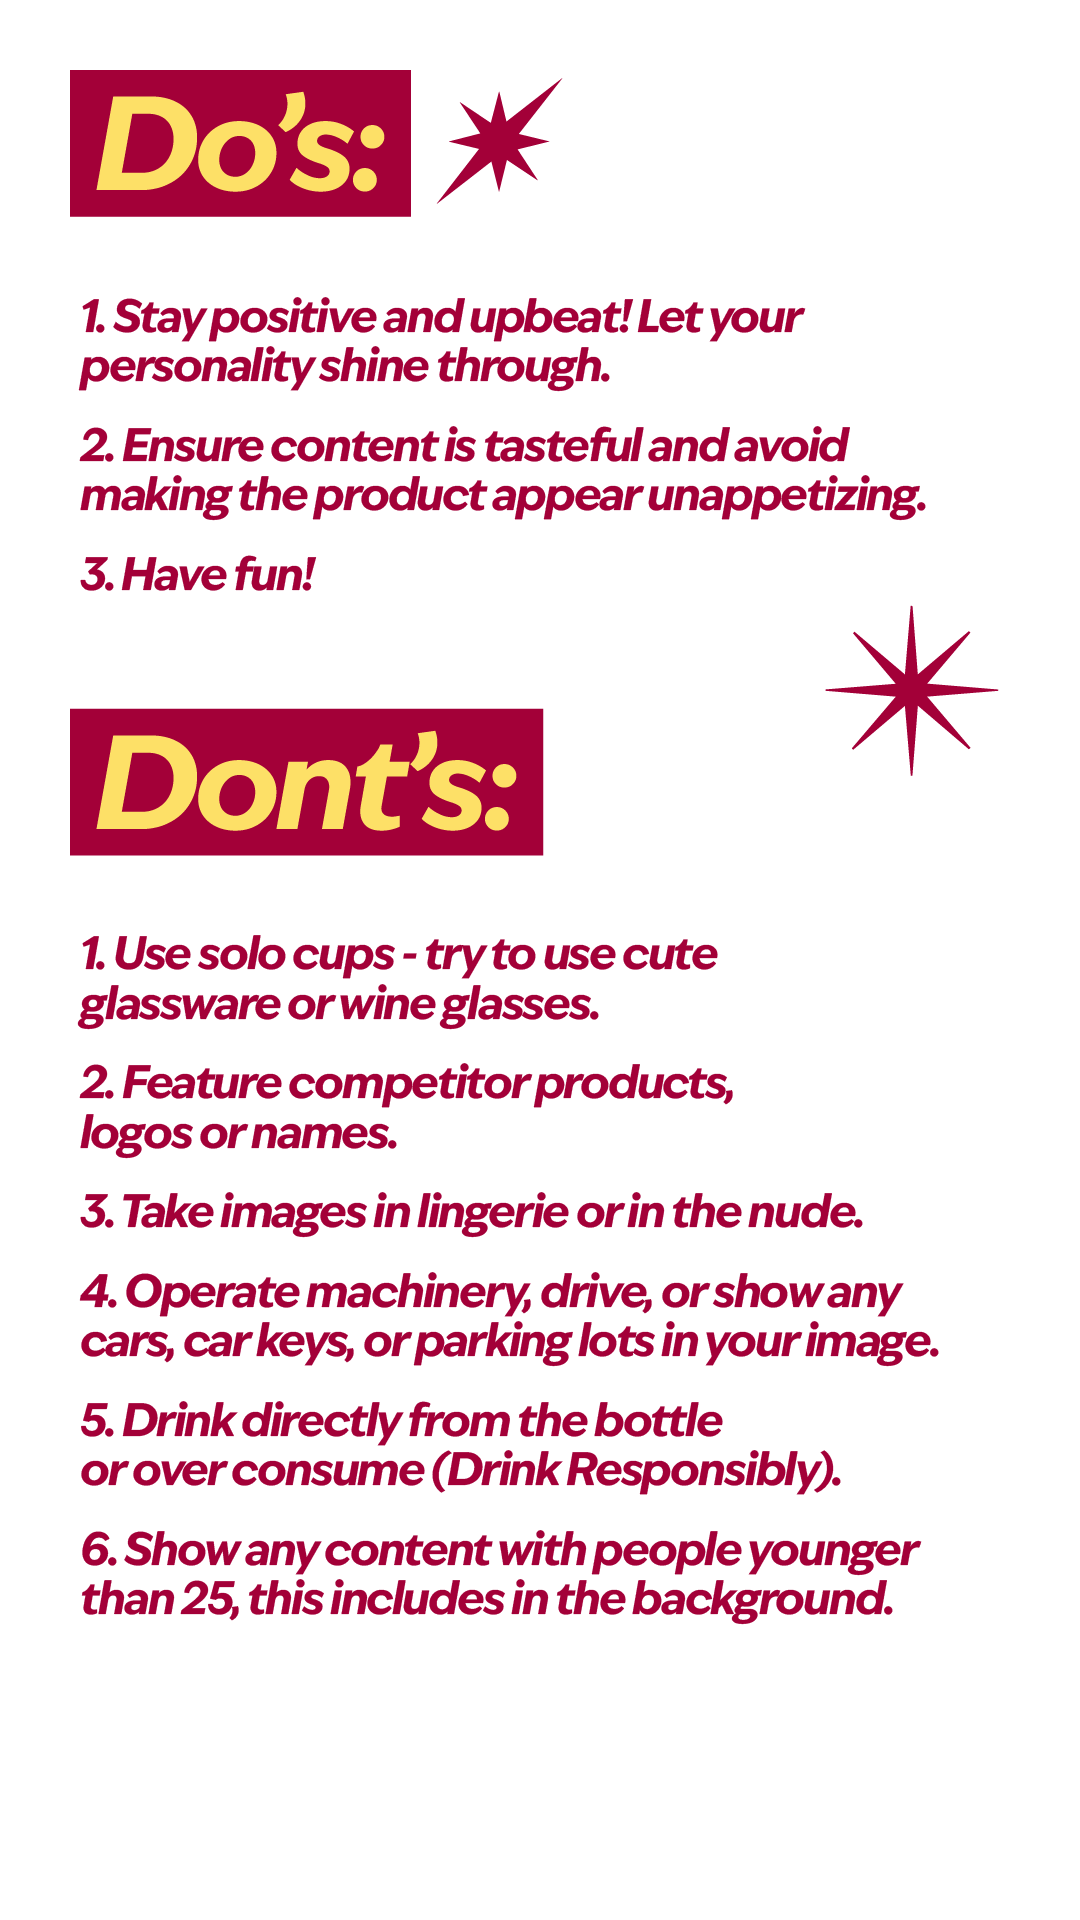 Do’s:
1. Stay positive and upbeat! Let your
personality shine through.
2. Ensure content is tasteful and avoid
making the product appear unappetizing.
3. Have fun!
Dont’s:
1. Use solo cups - try to use cute
glassware or wine glasses.
2. Feature competitor products,
logos or names.
3. Take images in lingerie or in the nude.
4. Operate machinery, drive, or show any
cars, car keys, or parking lots in your image.
5. Drink directly from the bottle
or over consume (Drink Responsibly).
6. Show any content with people younger
than 25, this includes in the background.